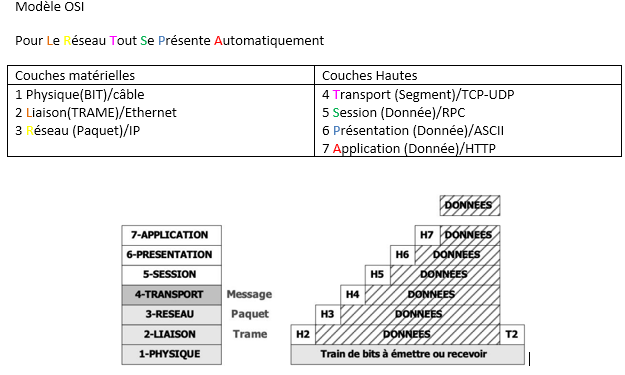 Modèle OSI
Pour Le Réseau Tout Se Présente Automatiquement
Couches matérielles
1 Physique(BIT)/câble
2 Liaison(TRAME)/Ethernet
3 Réseau (Paquet)/IP
Couches Hautes
4 Transport (Segment)/TCP-UDP
5 Session (Donnée)/RPC
6 Présentation (Donnée)/ASCII
7 Application (Donnée)/HTTP
DONNEES
7-APPLICATION H7 DONNEES
6-PRESENTATION H6 DONNEES
5-SESSION H5 DONNEES
4-TRANSPORT Message H4 DONNEES
3-RESEAU Paquet H3 DONNEES
2-LIAISON Trame H2 DONNEES T2
1-PHYSIQUE Train de bits à émettre ou recevoir